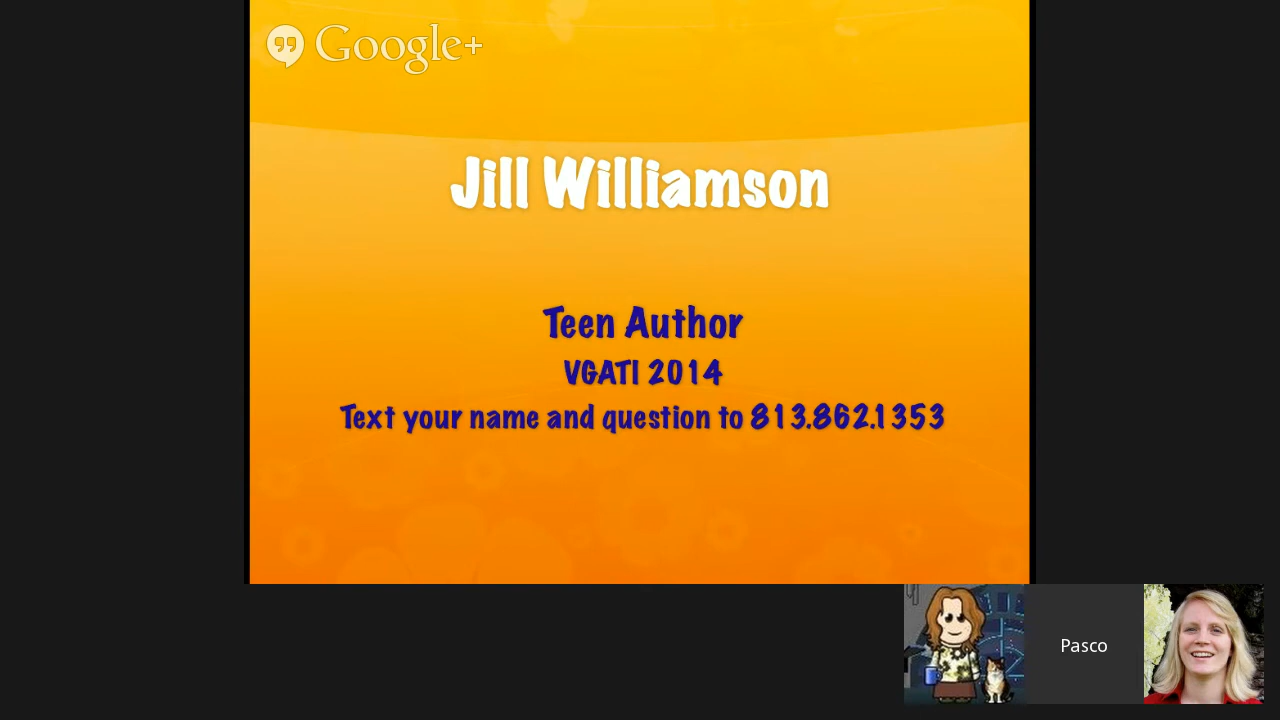 Google+
Jill Williamson
Teen Author
VGATI 2014
Text your name and question to 813.862.1353
Pasco